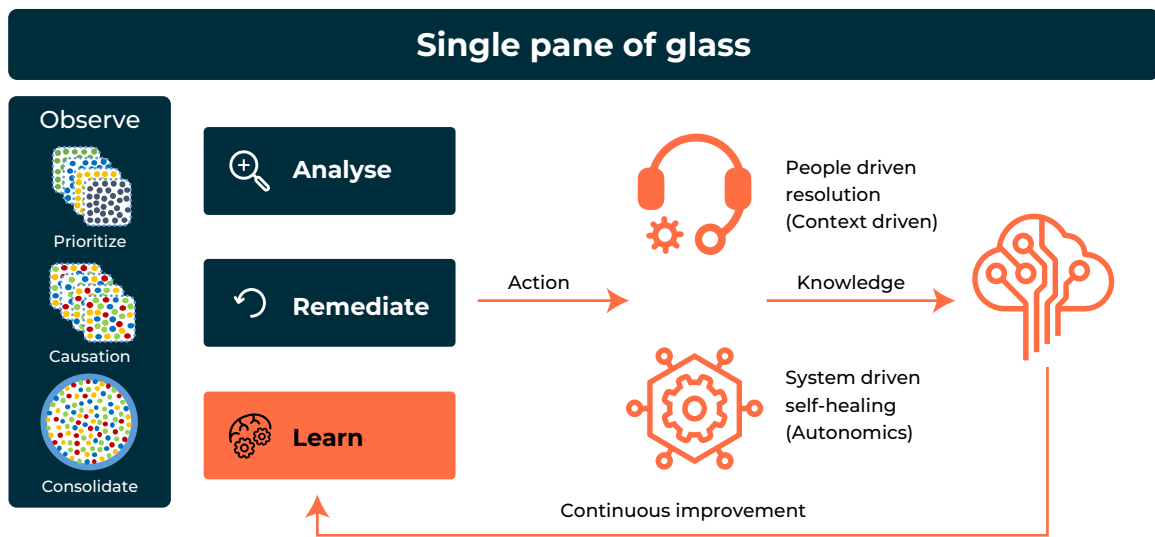 Single pane of glass
Observe
Prioritize
Causation
Consolidate
Analyse
Remediate
Learn
Action
People driven
resolution
(Context driven)
Knowledge
System driven
self-healing
(Autonomics)
Continuous improvement